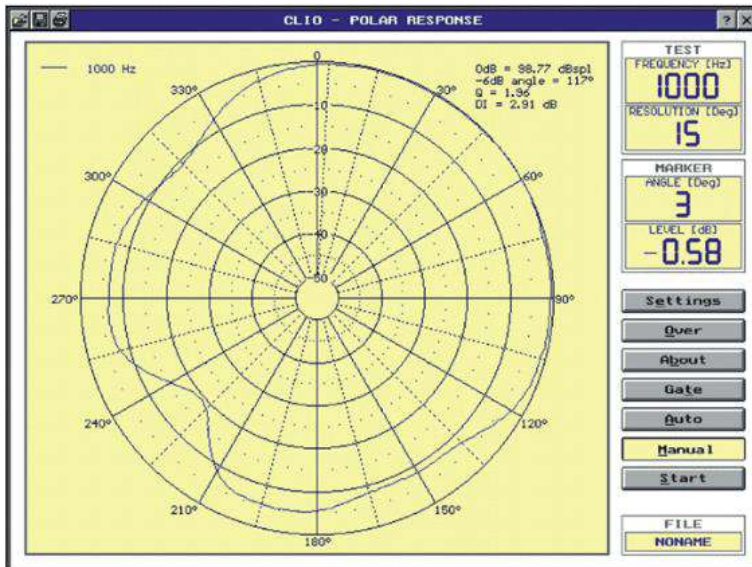 CLIO - POLAR RESPONSE
? ×
1000 Hz
0dB = 98.77 dBspl
-6dB angle = 117°
Q = 1.96
DI = 2.91 dB
0
-10
-20
-30
-40
-50
30°
60°
90°
120°
150°
180°
210°
240°
270°
300°
330°
TEST
FREQUENCY [Hz]
1000
RESOLUTION [Deg]
15
MARKER
ANGLE [Deg]
3
LEVEL [dB]
-0.58
Settings
Over
About
Gate
Auto
Manual
Start
FILE
NONAME